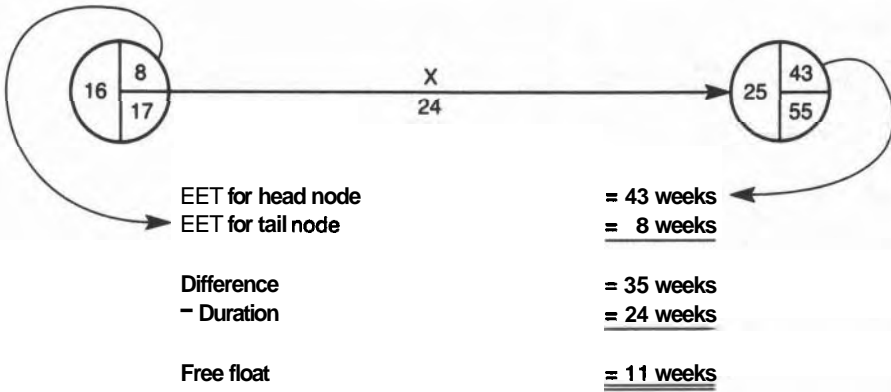 16 8 17
X
24
25 43 55
EET for head node = 43 weeks
EET for tail node = 8 weeks
Difference = 35 weeks
– Duration = 24 weeks
Free float = 11 weeks